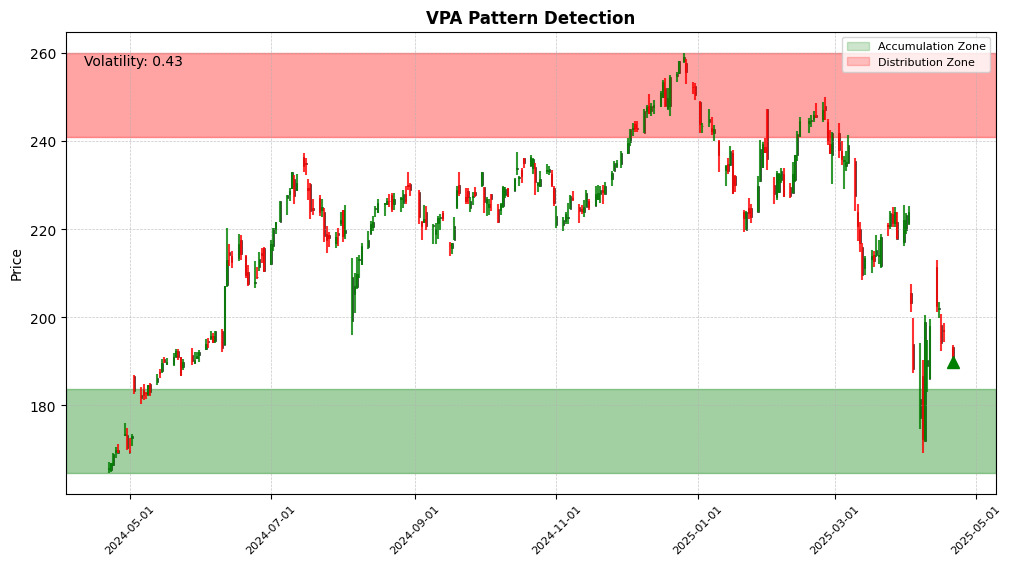 VPA Pattern Detection
Volatility: 0.43
Accumulation Zone
Distribution Zone
Price
260
240
220
200
180
2024-05-01
2024-07-01
2024-09-01
2024-11-01
2025-01-01
2025-03-01
2025-05-01